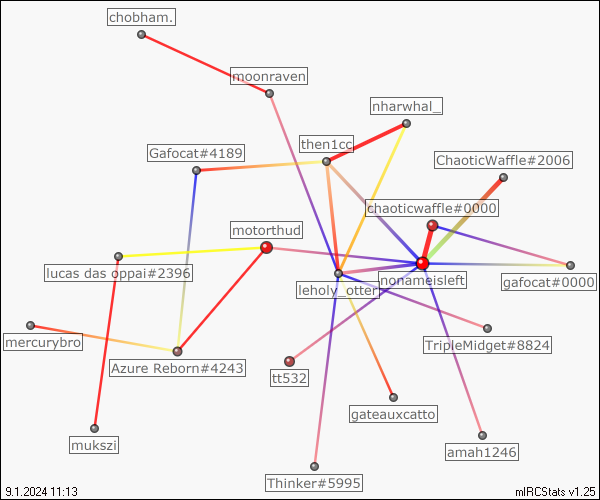 chobham.
moonraven
nharwhal_
then1cc
Gafocat#4189
ChaoticWaffle#2006
chaoticwaffle#0000
motorthud
lucas das oppai#2396
nonameisleft
gafocat#0000
leholy_otter
mercurybro
TripleMidget#8824
Azure Reborn#4243
tt532
gateauxcatto
mukszi
amah1246
Thinker#5995
9.1.2024 11:13
mIRCStats v1.25